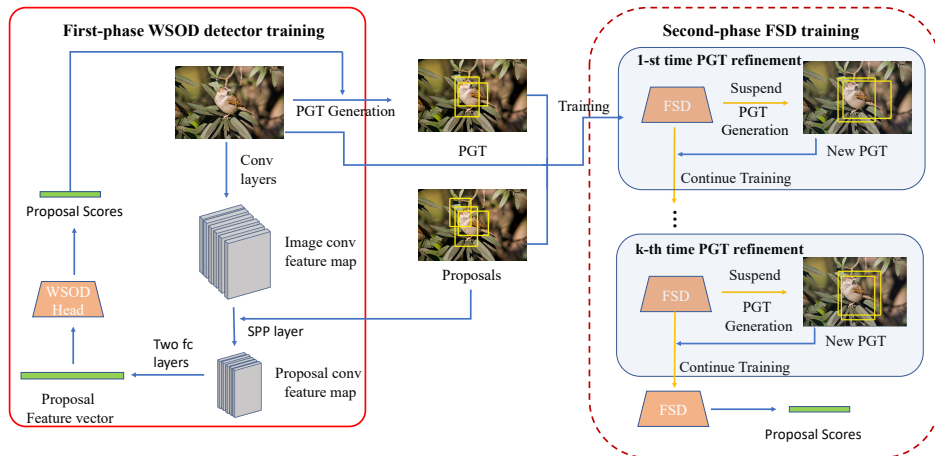 First-phase WSOD detector training
PGT Generation
Conv
layers
Image conv
feature map
SPP layer
Proposal conv
feature map
Two fc
layers
Proposal
Feature vector
WSOD
Head
Proposal Scores
PGT
Proposals
Training
Second-phase FSD training
1-st time PGT refinement
FSD
Suspend
PGT
Generation
New PGT
Continue Training
k-th time PGT refinement
FSD
Suspend
PGT
Generation
New PGT
Continue Training
FSD
Proposal Scores